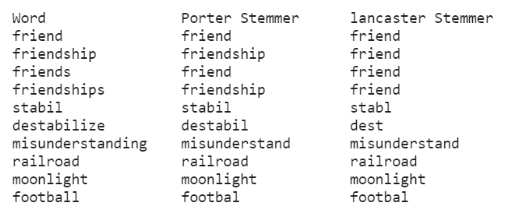 Word Porter Stemmer lancaster Stemmer
friend friend friend
friendship friendship friend
friends friend friend
friendships friendship friend
stabil stabil stabl
destabilize destabil dest
misunderstanding misunderstand misunderstand
railroad railroad railroad
moonlight moonlight moonlight
football footbal footbal